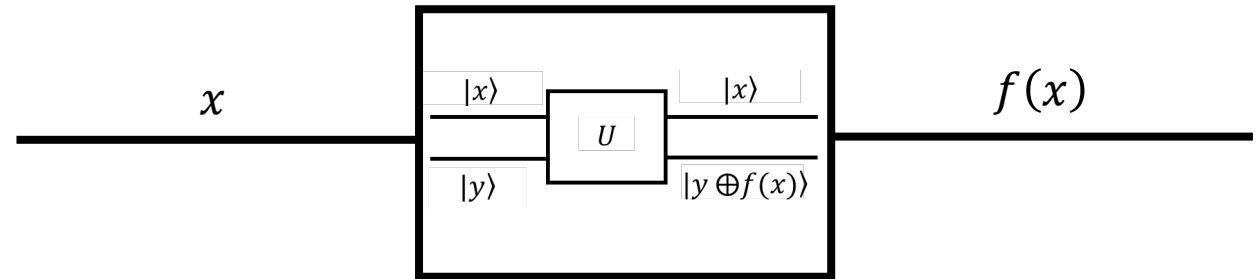 x
|x⟩
|x⟩
f(x)
U
|y⟩
|y ⊕f(x)⟩